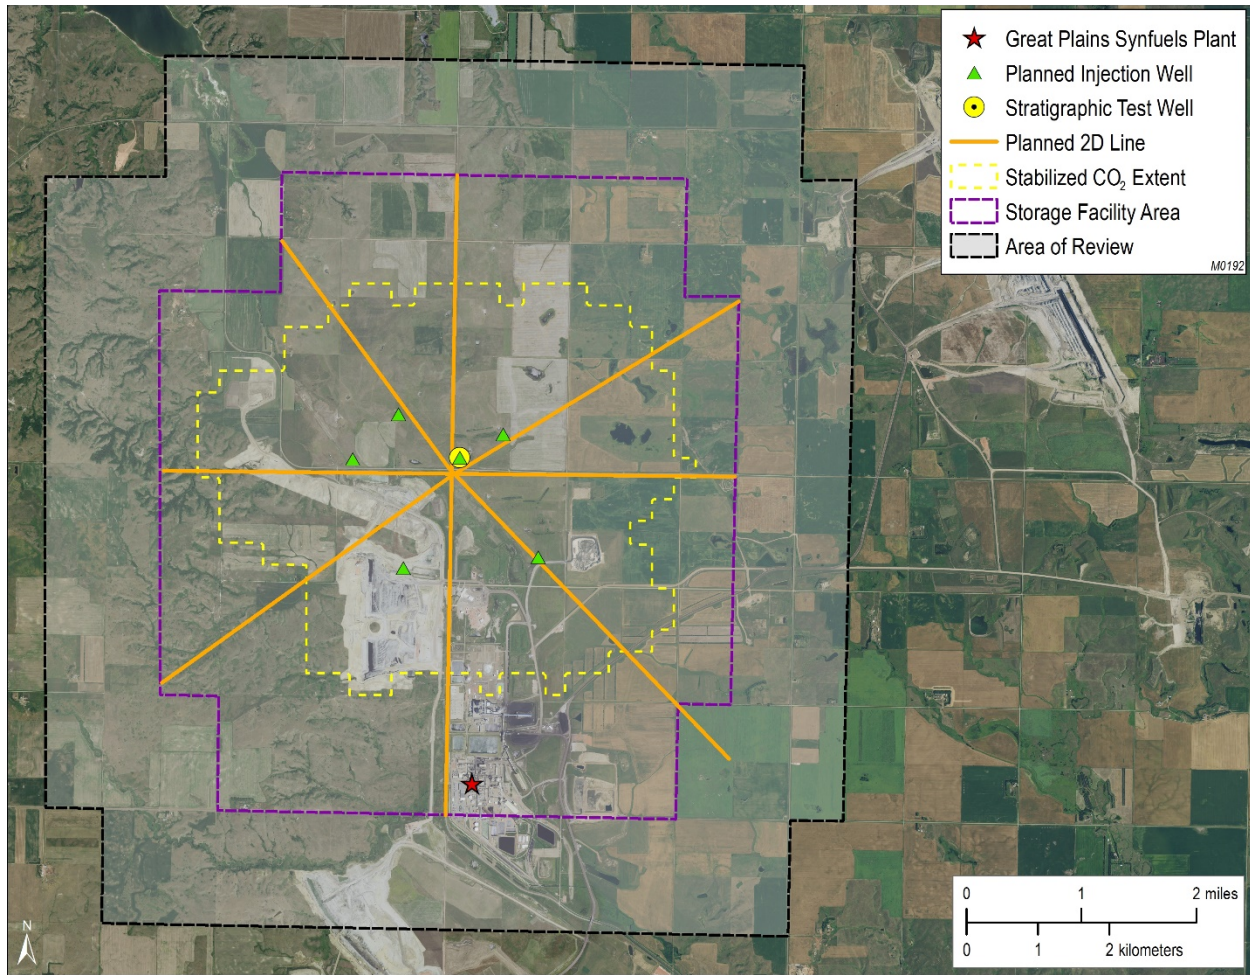 Great Plains Synfuels Plant
Planned Injection Well
Stratigraphic Test Well
Planned 2D Line
Stabilized CO₂ Extent
Storage Facility Area
Area of Review
M0192
N
0 1 2 miles
0 1 2 kilometers